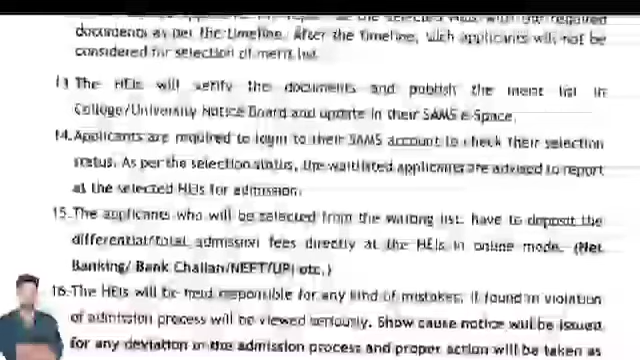 documents as per the timeline. After the timeline, such applicants will not be
considered for selection of merit list.
13. The HEIs will verify the documents and publish the merit list in
College/University Notice Board and update in their SAMS e-Space.
14. Applicants are required to login to their SAMS account to check their selection
status. As per the selection status, the waitlisted applicants are advised to report
at the selected HEIs for admission.
15. The applicants who will be selected from the waiting list, have to deposit the
differential/total admission fees directly at the HEIs in online mode. (Net
Banking/ Bank Challan/NEFT/UPI etc.)
16. The HEIs will be held responsible for any kind of mistakes, if found in violation
of admission process will be viewed seriously. Show cause notice will be issued
for any deviation in the admission process and proper action will be taken as